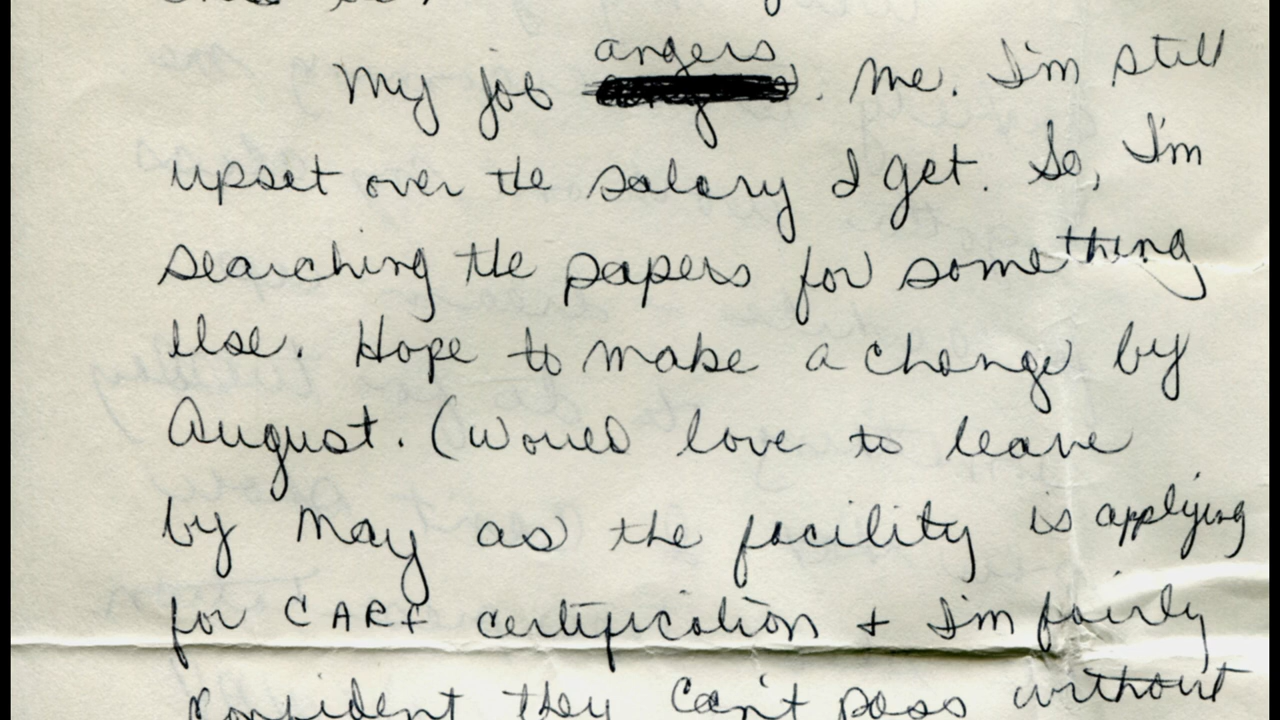 angers
My job me. I'm still
upset over the salary I get. So, I'm
searching the papers for something
else. Hope to make a change by
August. (Would love to leave
by May as the facility is applying
for CARF certification + I'm fairly
confident they can't pass without